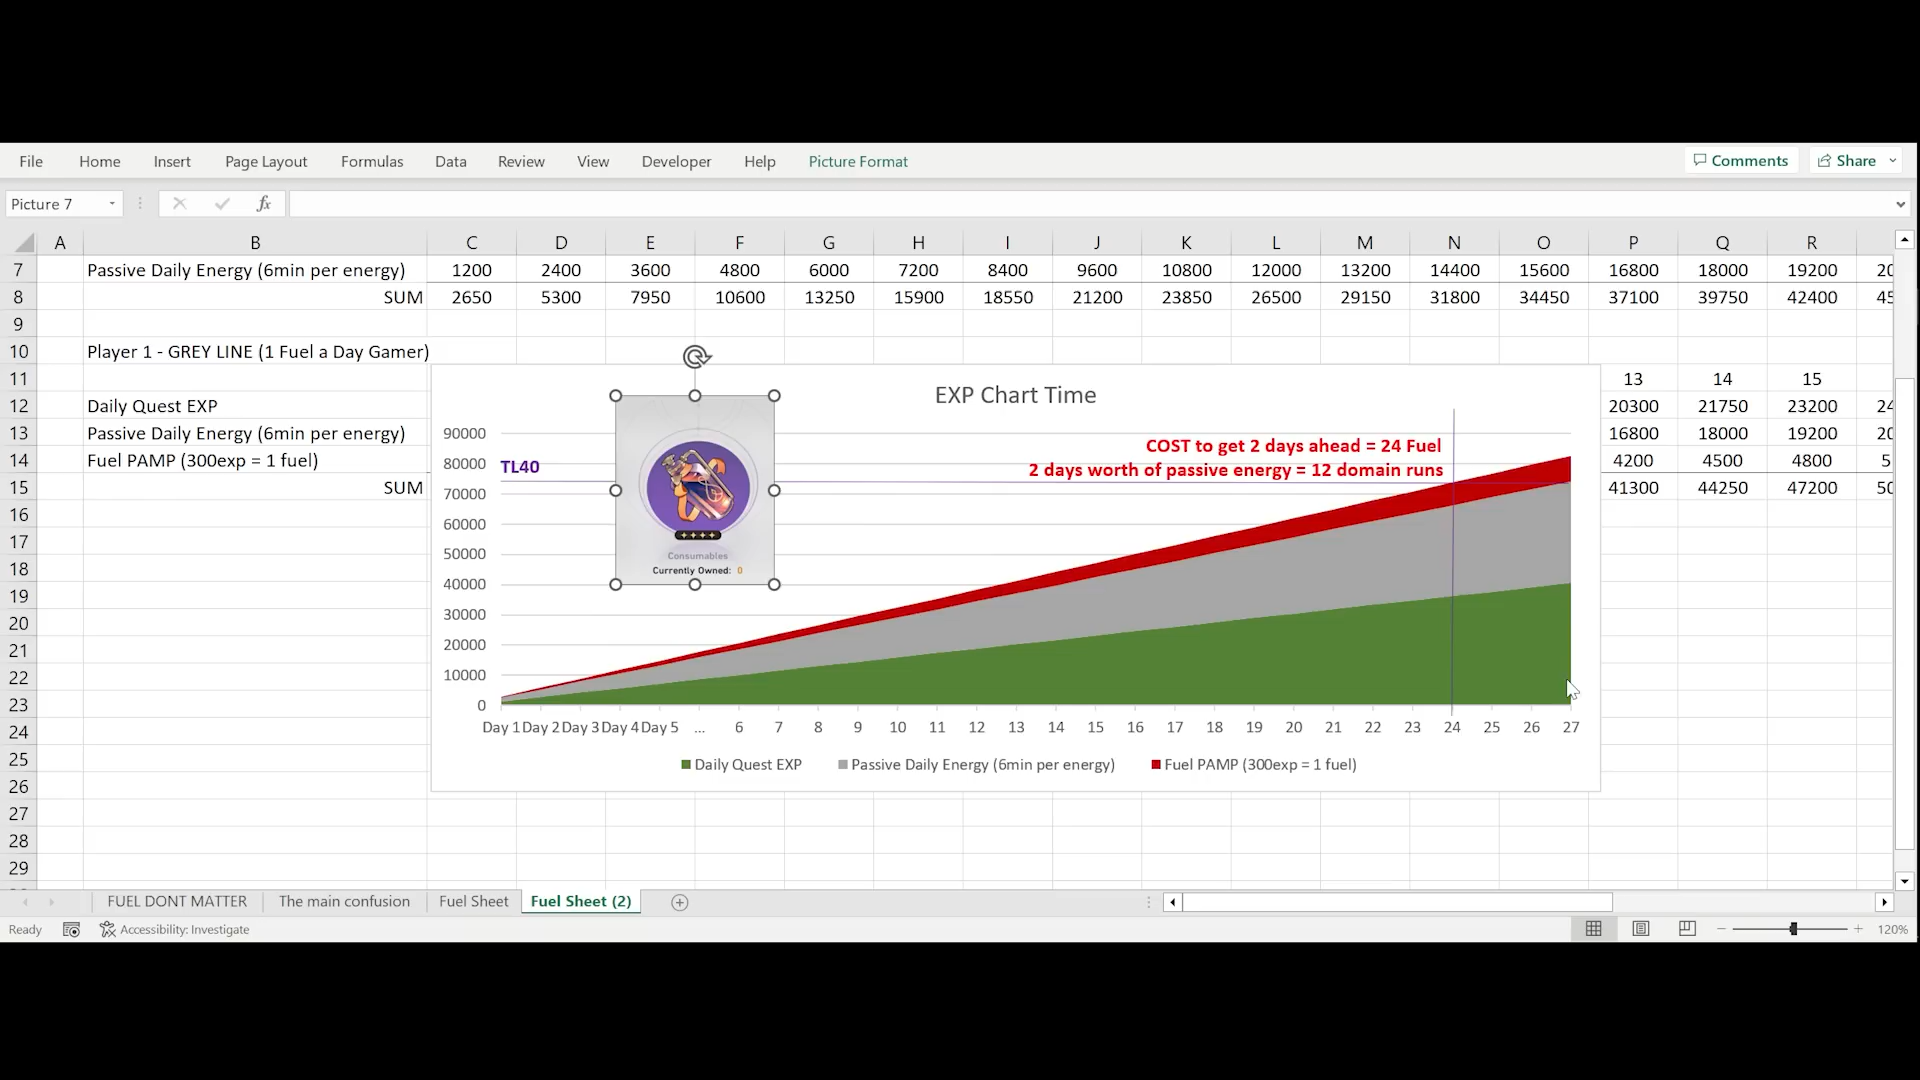 File Home Insert Page Layout Formulas Data Review View Developer Help Picture Format Comments Share
Picture 7 fx
A B C D E F G H I J K L M N O P Q R
7 Passive Daily Energy (6min per energy) 1200 2400 3600 4800 6000 7200 8400 9600 10800 12000 13200 14400 15600 16800 18000 19200 20
8 SUM 2650 5300 7950 10600 13250 15900 18550 21200 23850 26500 29150 31800 34450 37100 39750 42400 45
9
10 Player 1 - GREY LINE (1 Fuel a Day Gamer)
11 13 14 15
12 Daily Quest EXP 20300 21750 23200 24
13 Passive Daily Energy (6min per energy) 16800 18000 19200 20
14 Fuel PAMP (300exp = 1 fuel) 4200 4500 4800 5
15 SUM 41300 44250 47200 50
16
17
18
19
20
21
22
23
24
25
26
27
28
29
EXP Chart Time
90000
80000
70000
60000
50000
40000
30000
20000
10000
0
TL40
Consumables
Currently Owned: 0
COST to get 2 days ahead = 24 Fuel
2 days worth of passive energy = 12 domain runs
Day 1 Day 2 Day 3 Day 4 Day 5 ... 6 7 8 9 10 11 12 13 14 15 16 17 18 19 20 21 22 23 24 25 26 27
Daily Quest EXP Passive Daily Energy (6min per energy) Fuel PAMP (300exp = 1 fuel)
FUEL DONT MATTER The main confusion Fuel Sheet Fuel Sheet (2)
Ready Accessibility: Investigate 120%